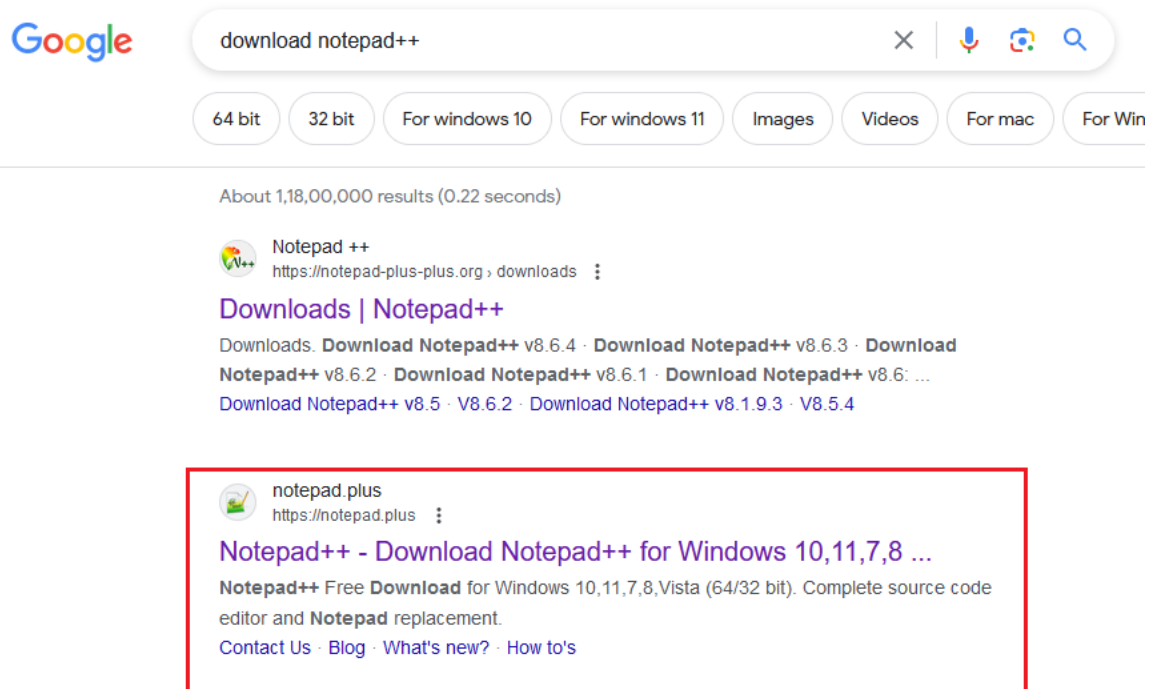 Google
download notepad++
64 bit 32 bit For windows 10 For windows 11 Images Videos For mac For Win
About 1,18,00,000 results (0.22 seconds)
Notepad ++
https://notepad-plus-plus.org › downloads
Downloads | Notepad++
Downloads. Download Notepad++ v8.6.4 · Download Notepad++ v8.6.3 · Download
Notepad++ v8.6.2 · Download Notepad++ v8.6.1 · Download Notepad++ v8.6: ...
Download Notepad++ v8.5 · V8.6.2 · Download Notepad++ v8.1.9.3 · V8.5.4
notepad.plus
https://notepad.plus
Notepad++ - Download Notepad++ for Windows 10,11,7,8 ...
Notepad++ Free Download for Windows 10,11,7,8,Vista (64/32 bit). Complete source code
editor and Notepad replacement.
Contact Us · Blog · What's new? · How to's